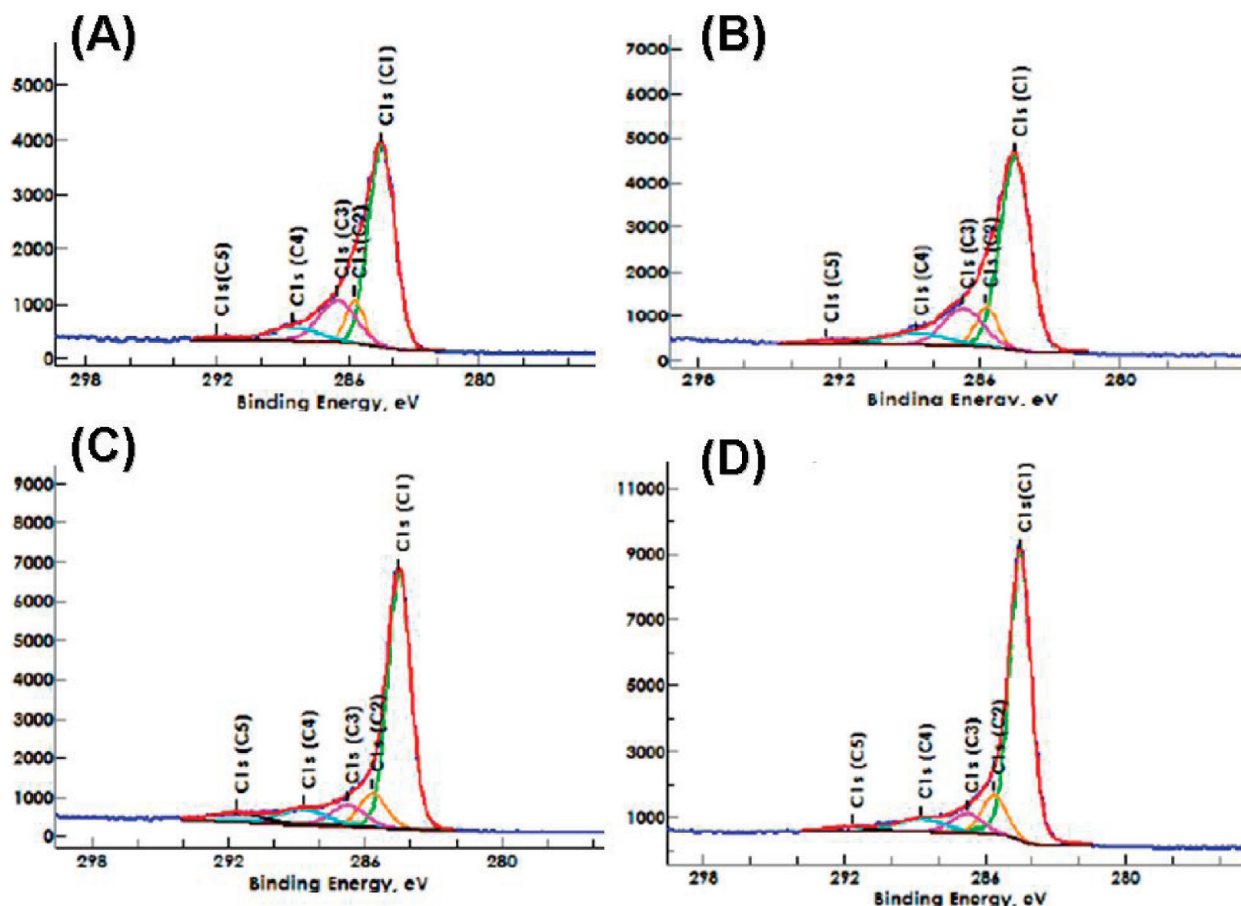 (A)
5000
4000
3000
2000
1000
0
C1s(C5)
C1s (C4)
C1s (C3)
C1s(C2)
C1s (C1)
298
292
286
280
Binding Energy, eV
(B)
7000
6000
5000
4000
3000
2000
1000
0
C1s (C5)
C1s (C4)
C1s (C3)
C1s (C2)
C1s (C1)
298
292
286
280
Binding Energy, eV
(C)
9000
8000
7000
6000
5000
4000
3000
2000
1000
0
C1s (C5)
C1s (C4)
C1s (C3)
C1s (C2)
C1s (C1)
298
292
286
280
Binding Energy, eV
(D)
11000
9000
7000
5000
3000
1000
C1s (C5)
C1s (C4)
C1s (C3)
C1s (C2)
C1s(C1)
298
292
286
280
Binding Energy, eV